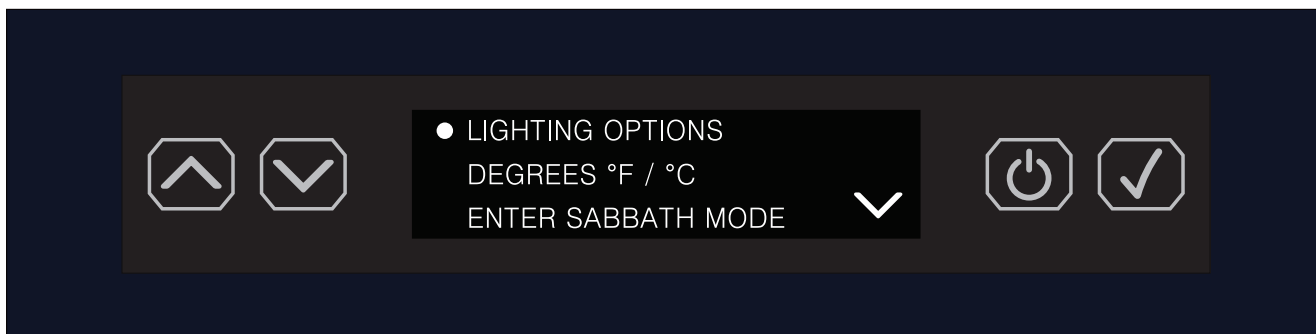 LIGHTING OPTIONS
DEGREES °F / °C
ENTER SABBATH MODE